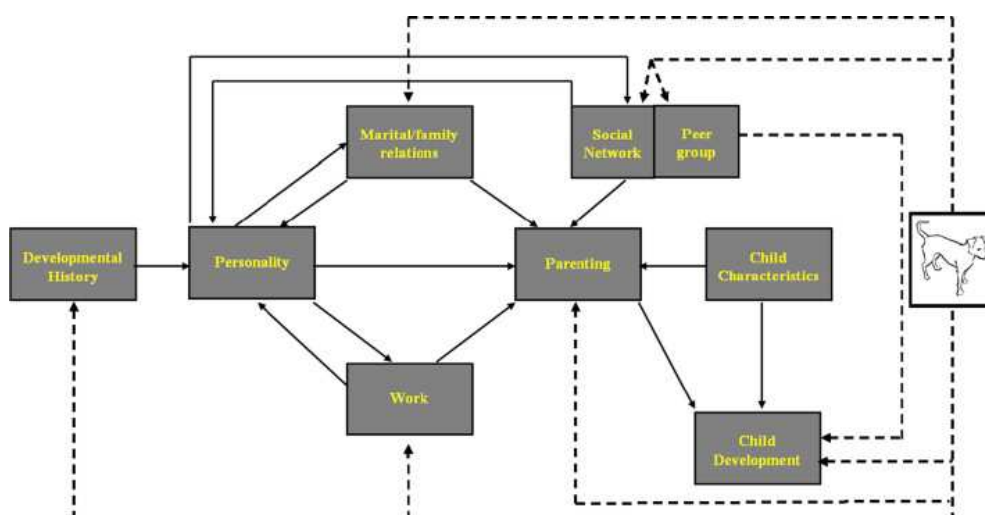 Marital/family
relations
Social
Network
Peer
group
Developmental
History
Personality
Parenting
Child
Characteristics
Work
Child
Development